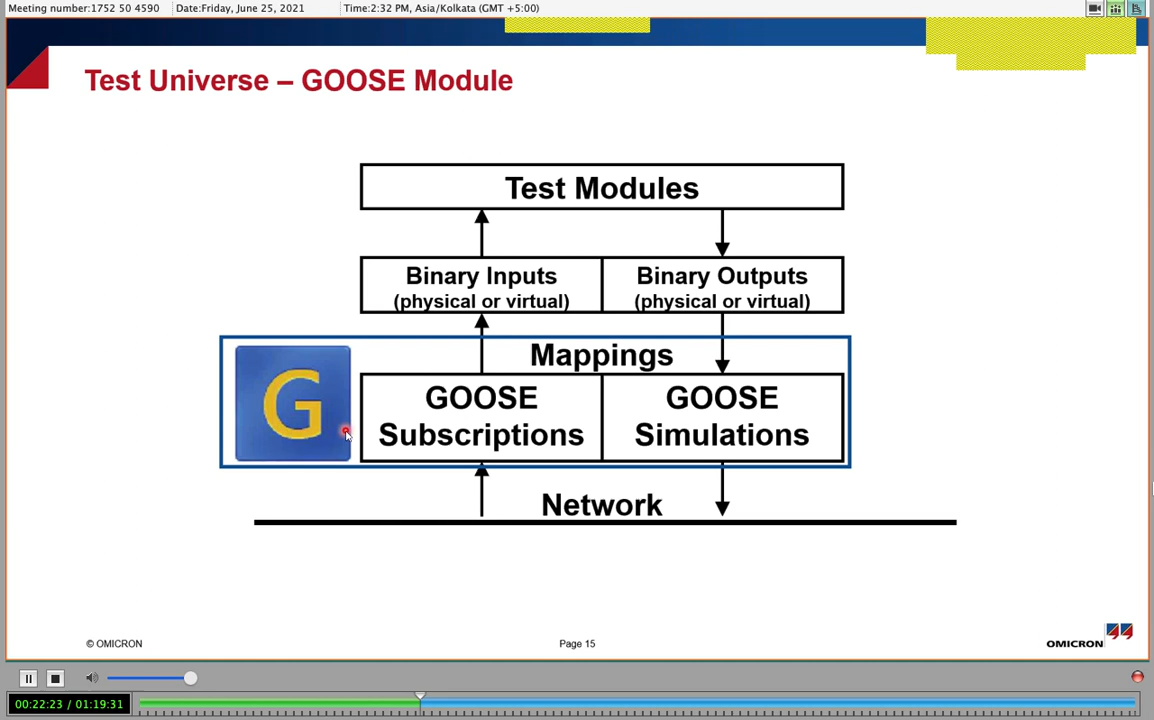 Meeting number:1752 50 4590 Date:Friday, June 25, 2021 Time:2:32 PM, Asia/Kolkata (GMT +5:00)
Test Universe – GOOSE Module
Test Modules
Binary Inputs
(physical or virtual)
Binary Outputs
(physical or virtual)
Mappings
G
GOOSE
Subscriptions
GOOSE
Simulations
Network
© OMICRON
Page 15
OMICRON
00:22:23 / 01:19:31